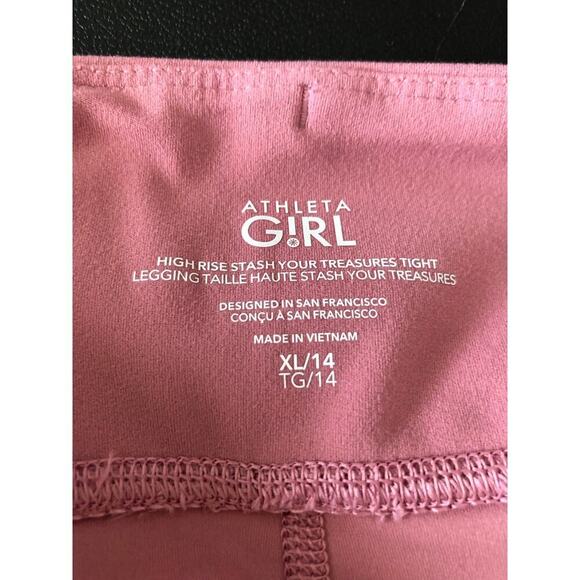 ATHLETA
G!RL
HIGH RISE STASH YOUR TREASURES TIGHT
LEGGING TAILLE HAUTE STASH YOUR TREASURES
DESIGNED IN SAN FRANCISCO
CONÇU À SAN FRANCISCO
MADE IN VIETNAM
XL/14
TG/14